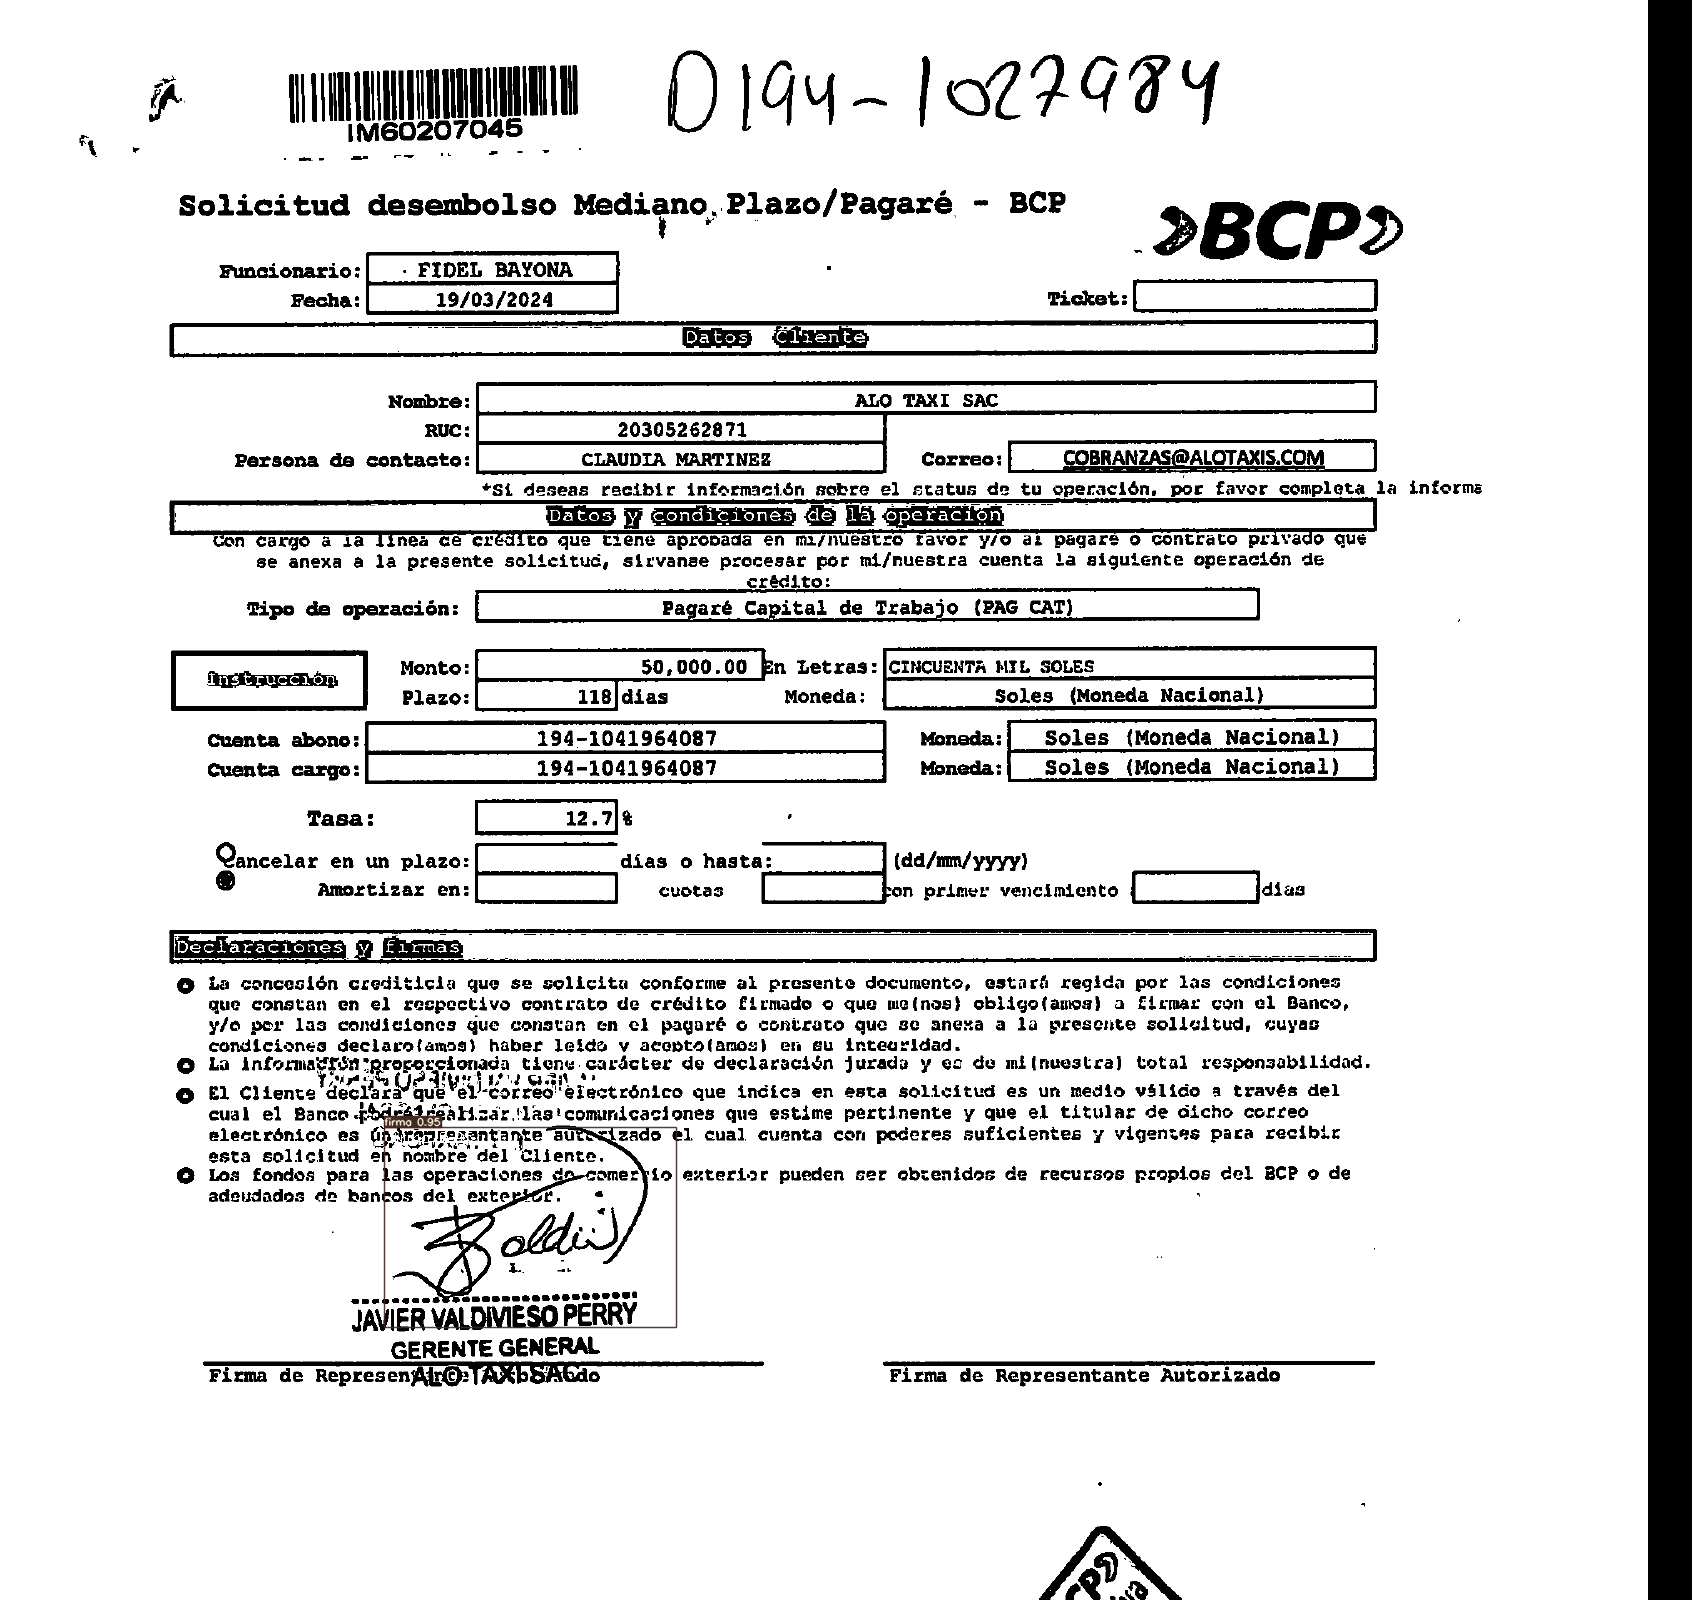 D194-1027984
IM60207045
Solicitud desembolso Mediano Plazo/Pagaré - BCP
BCP
Funcionario: FIDEL BAYONA
Fecha: 19/03/2024
Ticket:
Datos Cliente
Nombre: ALO TAXI SAC
RUC: 20305262871
Persona de contacto: CLAUDIA MARTINEZ Correo: COBRANZAS@ALOTAXIS.COM
*Si deseas recibir información sobre el status de tu operación, por favor completa la informa
Datos y condiciones de la operación
Con cargo a la línea de crédito que tiene aprobada en mi/nuestro favor y/o al pagaré o contrato privado que
se anexa a la presente solicitud, sirvanse procesar por mi/nuestra cuenta la siguiente operación de
crédito:
Tipo de operación: Pagaré Capital de Trabajo (PAG CAT)
Instrucción
Monto: 50,000.00 En Letras: CINCUENTA MIL SOLES
Plazo: 118 días Moneda: Soles (Moneda Nacional)
Cuenta abono: 194-1041964087 Moneda: Soles (Moneda Nacional)
Cuenta cargo: 194-1041964087 Moneda: Soles (Moneda Nacional)
Tasa: 12.7 %
Cancelar en un plazo: días o hasta: (dd/mm/yyyy)
Amortizar en: cuotas con primer vencimiento días
Declaraciones y firmas
La concesión crediticia que se solicita conforme al presente documento, estará regida por las condiciones
que constan en el respectivo contrato de crédito firmado o que me(nos) obligo(amos) a firmar con el Banco,
y/o por las condiciones que constan en el pagaré o contrato que se anexa a la presente solicitud, cuyas
condiciones declaro(amos) haber leído y acepto(amos) en su integridad.
La información proporcionada tiene carácter de declaración jurada y es de mi(nuestra) total responsabilidad.
El Cliente declara que el correo electrónico que indica en esta solicitud es un medio válido a través del
cual el Banco podrá realizar las comunicaciones que estime pertinente y que el titular de dicho correo
firma 0.95
electrónico es un representante autorizado el cual cuenta con poderes suficientes y vigentes para recibir
esta solicitud en nombre del Cliente.
Los fondos para las operaciones de comercio exterior pueden ser obtenidos de recursos propios del BCP o de
adeudados de bancos del exterior.
JAVIER VALDIVIESO PERRY
GERENTE GENERAL
ALO TAXI SAC
Firma de Representante Autorizado
Firma de Representante Autorizado